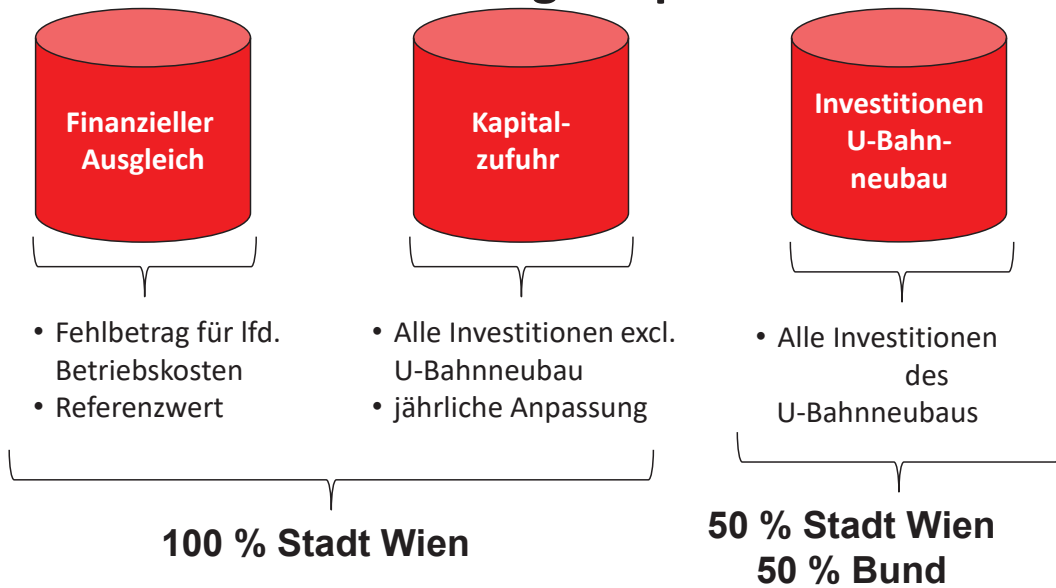 Finanzieller
Ausgleich
Kapital-
zufuhr
Investitionen
U-Bahn-
neubau
• Fehlbetrag für lfd.
Betriebskosten
• Referenzwert
• Alle Investitionen excl.
U-Bahnneubau
• jährliche Anpassung
• Alle Investitionen
des
U-Bahnneubaus
100 % Stadt Wien
50 % Stadt Wien
50 % Bund